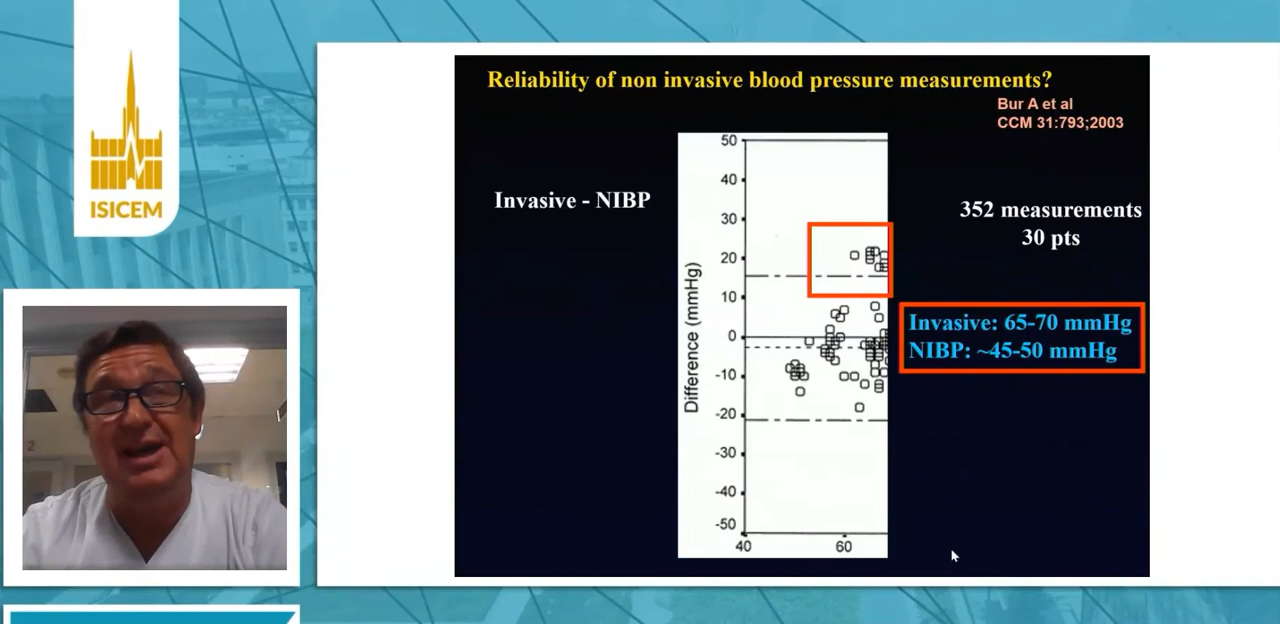 ISICEM
Reliability of non invasive blood pressure measurements?
Bur A et al
CCM 31:793;2003
Invasive - NIBP
352 measurements
30 pts
Invasive: 65-70 mmHg
NIBP: ~45-50 mmHg
Difference (mmHg)
50
40
30
20
10
0
-10
-20
-30
-40
-50
40
60